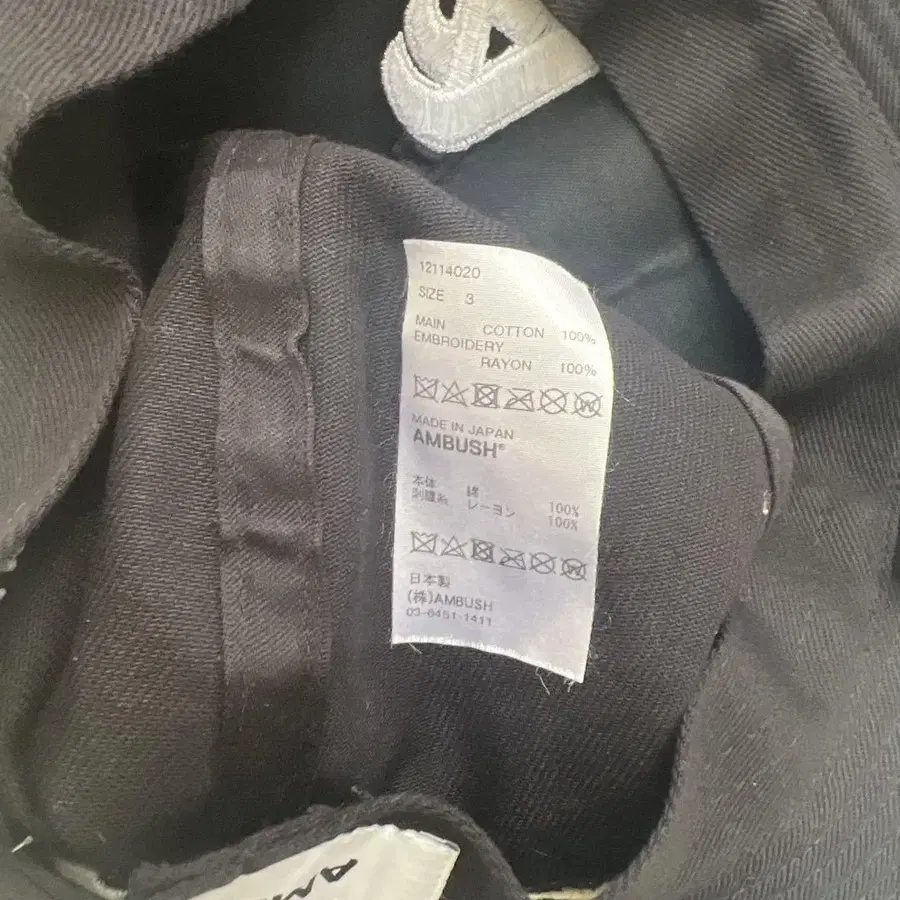 12114020
SIZE 3
MAIN COTTON 100%
EMBROIDERY
RAYON 100%
W
MADE IN JAPAN
AMBUSH®
本体 綿 100%
刺繍糸 レーヨン 100%
W
日本製
(株)AMBUSH
03-6451-1411
AM